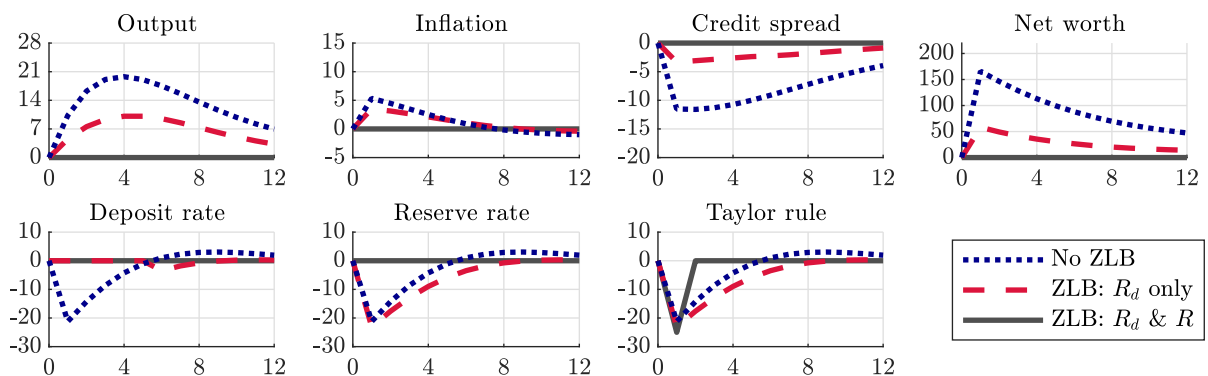 Output
Inflation
Credit spread
Net worth
28
21
14
7
0
0 4 8 12
15
10
5
0
-5
0 4 8 12
0
-5
-10
-15
-20
0 4 8 12
200
150
100
50
0
0 4 8 12
Deposit rate
Reserve rate
Taylor rule
10
0
-10
-20
-30
0 4 8 12
10
0
-10
-20
-30
0 4 8 12
10
0
-10
-20
-30
0 4 8 12
No ZLB
ZLB: R_d only
ZLB: R_d & R